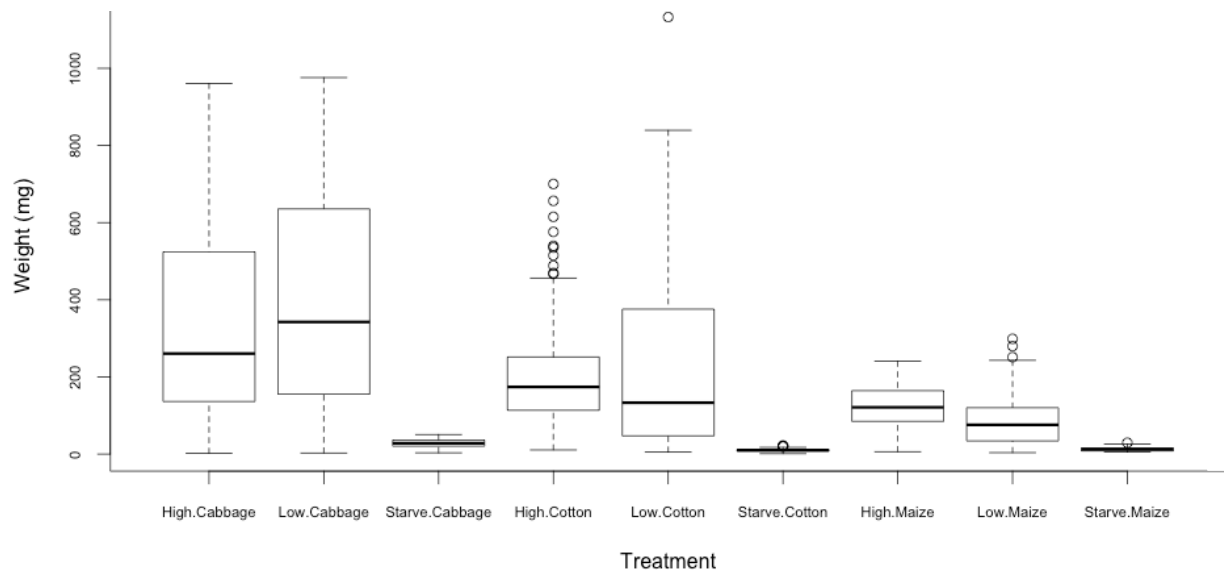 1000
800
600
400
200
0
Weight (mg)
High.Cabbage Low.Cabbage Starve.Cabbage High.Cotton Low.Cotton Starve.Cotton High.Maize Low.Maize Starve.Maize
Treatment